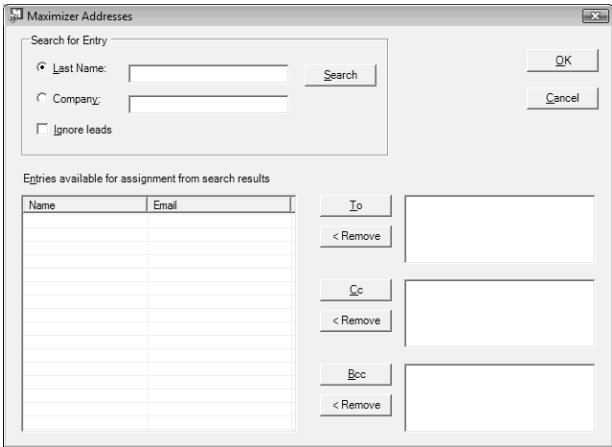 Maximizer Addresses
Search for Entry
Last Name:
Search
Company:
Ignore leads
OK
Cancel
Entries available for assignment from search results
Name Email
To
< Remove
Cc
< Remove
Bcc
< Remove